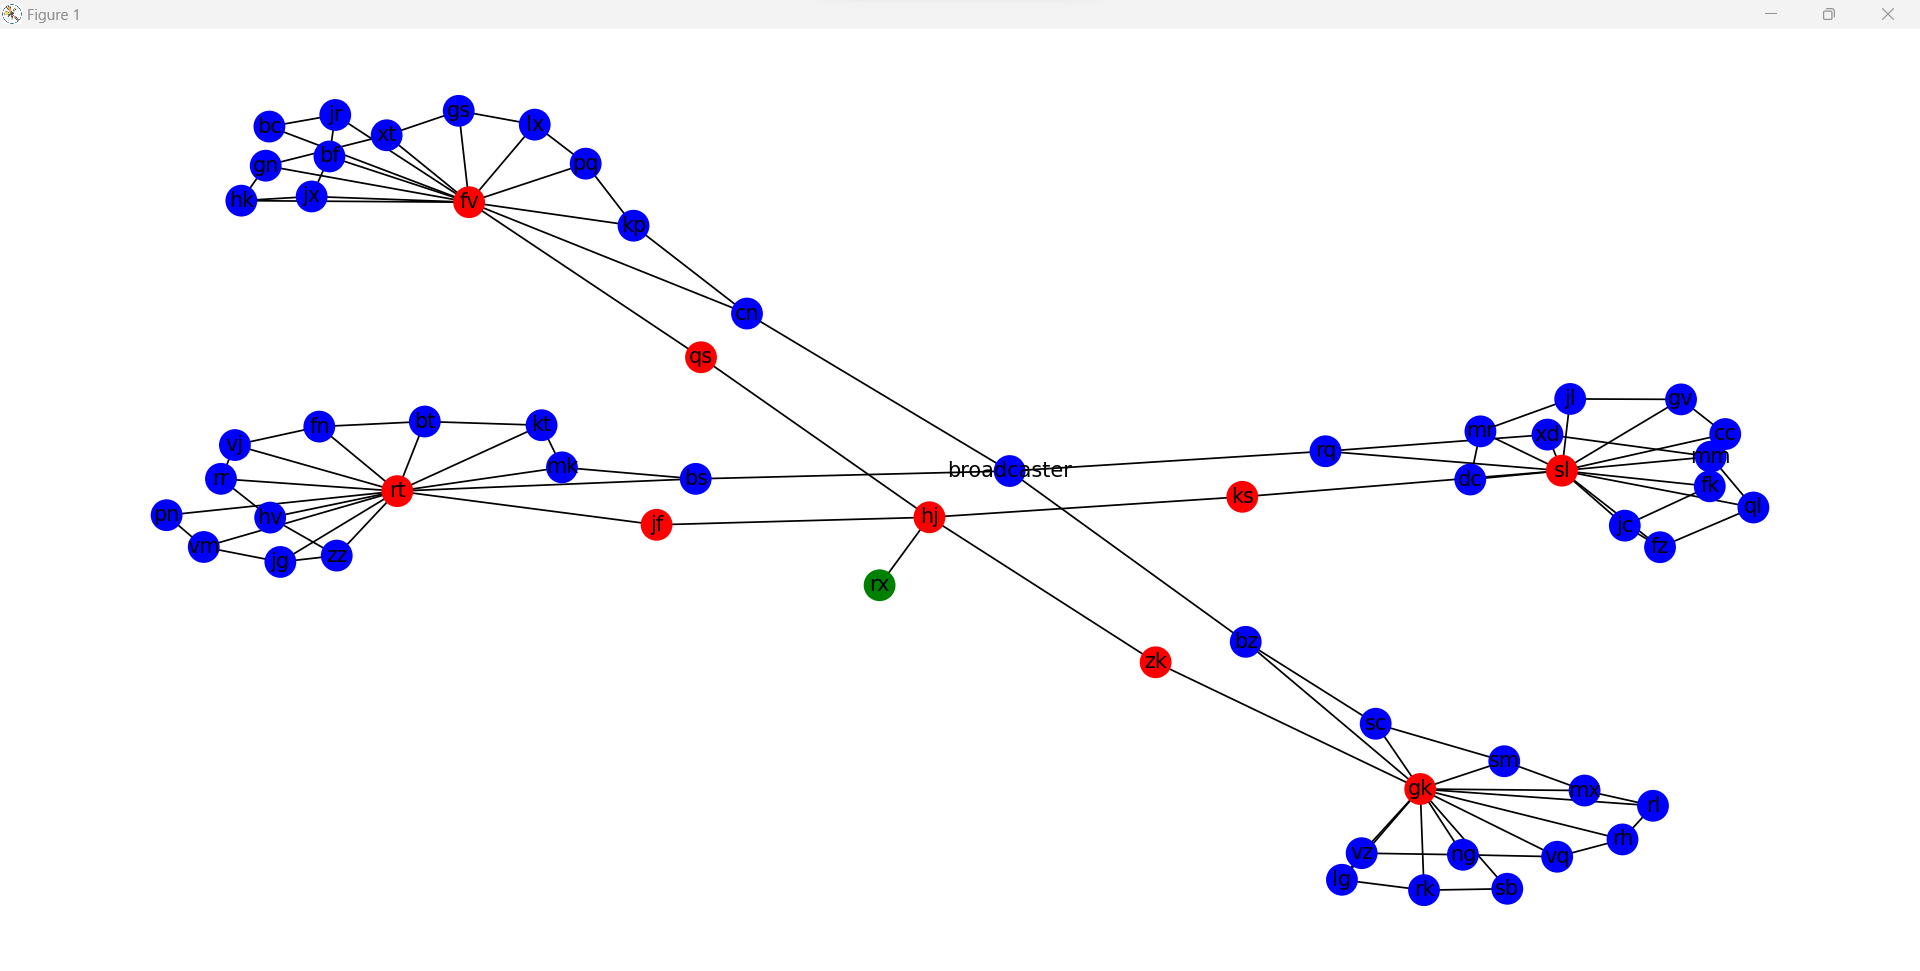 Figure 1
gs
jr
lx
bc
xt
bf
pq
gn
jx
hk
fv
kp
cn
qs
jl
gv
bt
kt
fn
mr
xd
cc
vj
rq
mm
mk
broadcaster
sl
rr
bs
dc
fk
rt
ks
ql
pn
hv
hj
jf
jc
vm
zz
fz
jg
rx
bz
zk
sc
sm
gk
mx
rl
rh
vz
ng
vq
lg
rk
sb